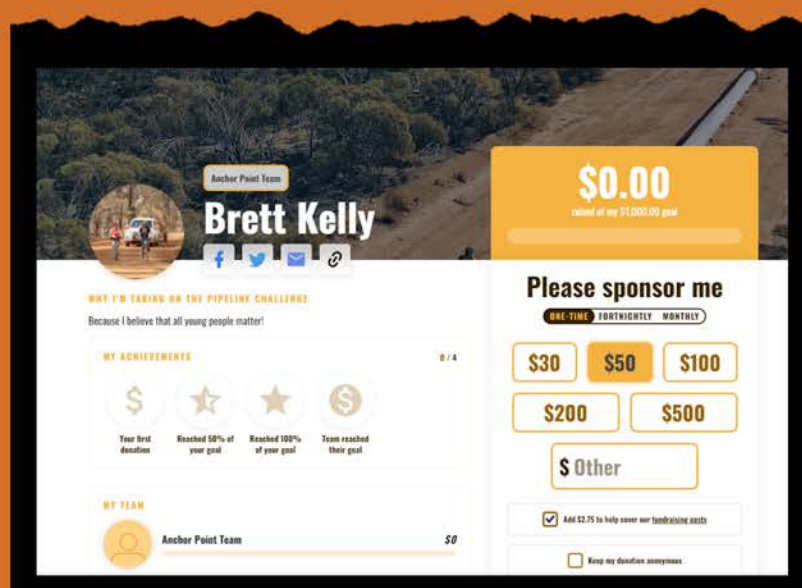 Anchor Point Team
Brett Kelly
WHY I'M TAKING ON THE PIPELINE CHALLENGE
Because I believe that all young people matter!
MY ACHIEVEMENTS
0 / 4
Your first
donation
Reached 50% of
your goal
Reached 100%
of your goal
Team reached
their goal
MY TEAM
Anchor Point Team
$0
$0.00
raised of my $1,000.00 goal
Please sponsor me
ONE-TIME FORTNIGHTLY MONTHLY
$30 $50 $100
$200 $500
$ Other
Add $2.75 to help cover our fundraising costs
Keep my donation anonymous